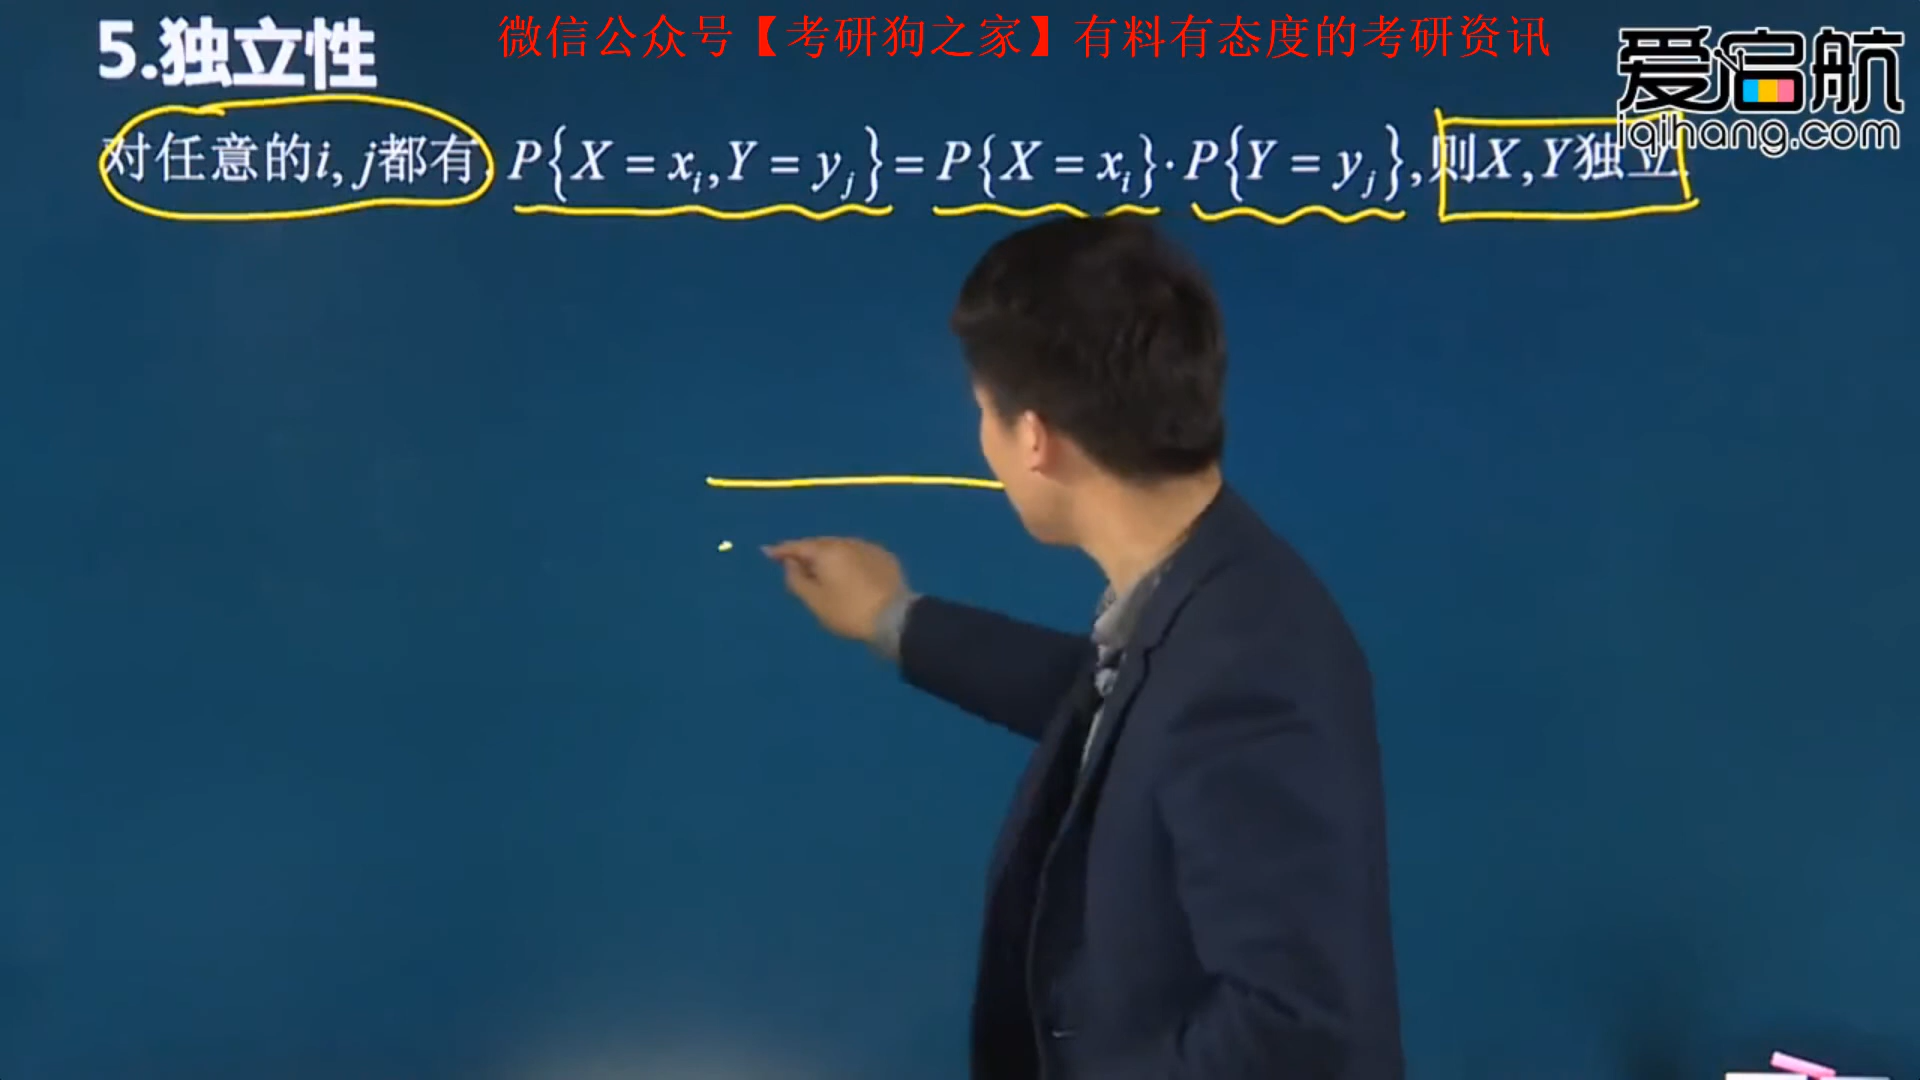 微信公众号【考研狗之家】有料有态度的考研资讯
5.独立性
爱启航
iqihang.com
对任意的i, j都有, P{X = x_i, Y = y_j} = P{X = x_i}·P{Y = y_j}, 则X, Y独立.